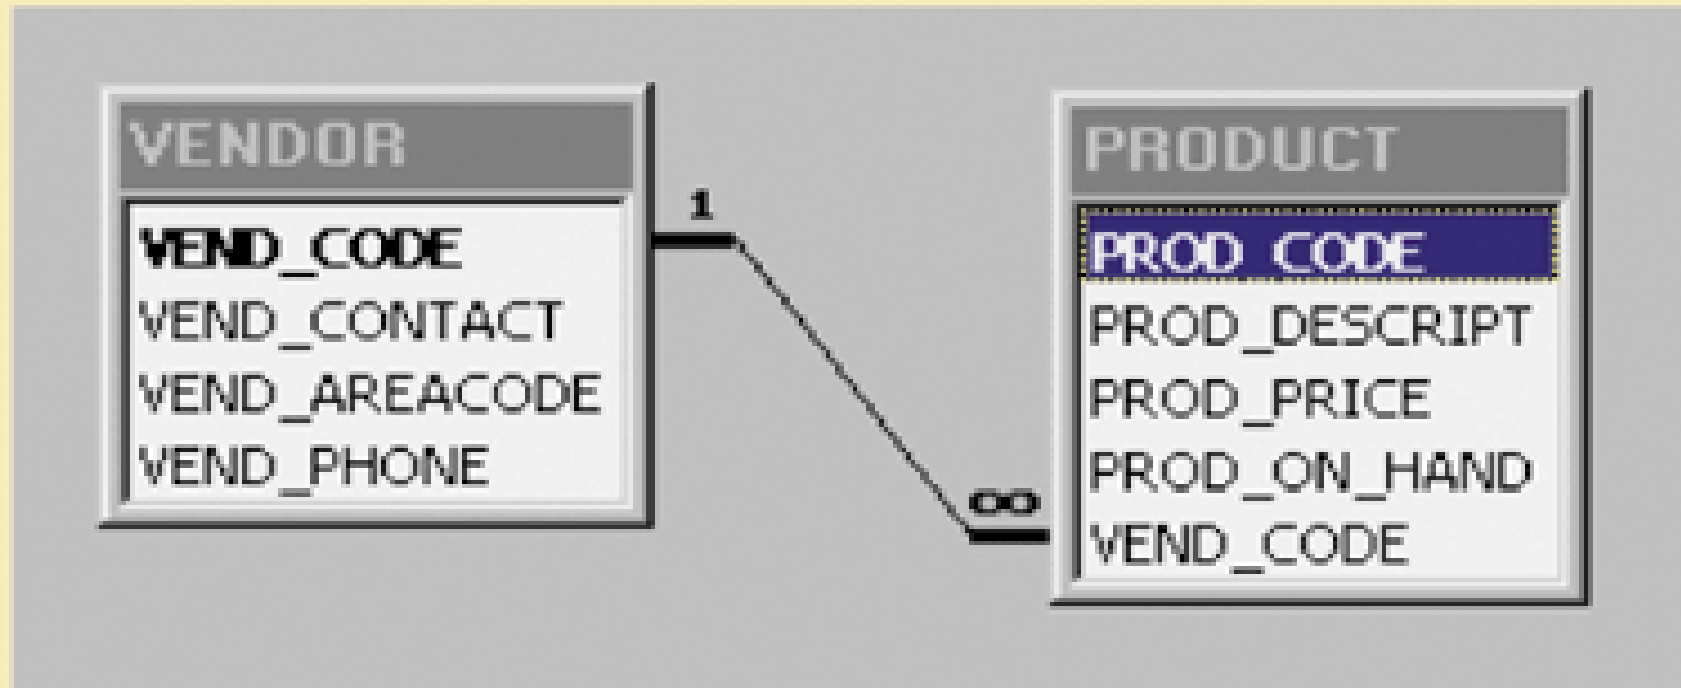 VENDOR
VEND_CODE
VEND_CONTACT
VEND_AREACODE
VEND_PHONE
1
∞
PRODUCT
PROD_CODE
PROD_DESCRIPT
PROD_PRICE
PROD_ON_HAND
VEND_CODE